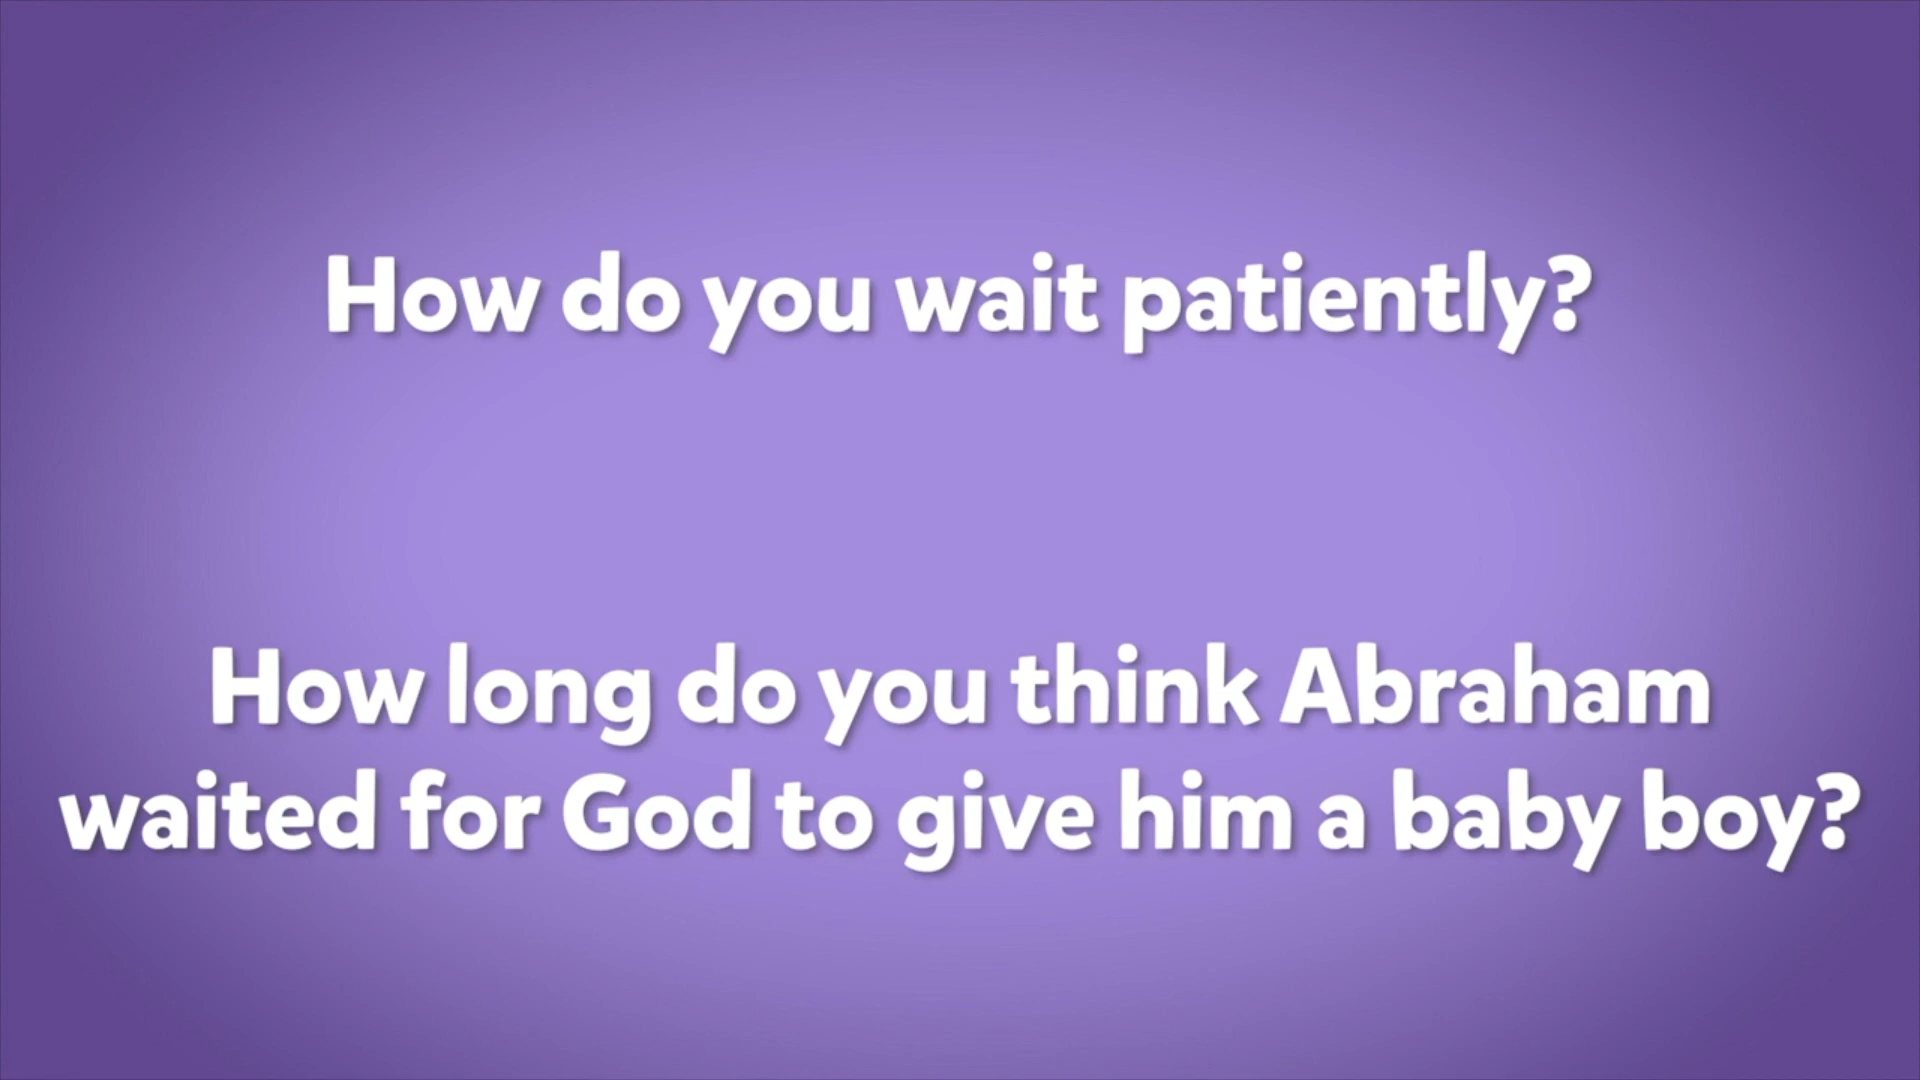 How do you wait patiently?
How long do you think Abraham
waited for God to give him a baby boy?